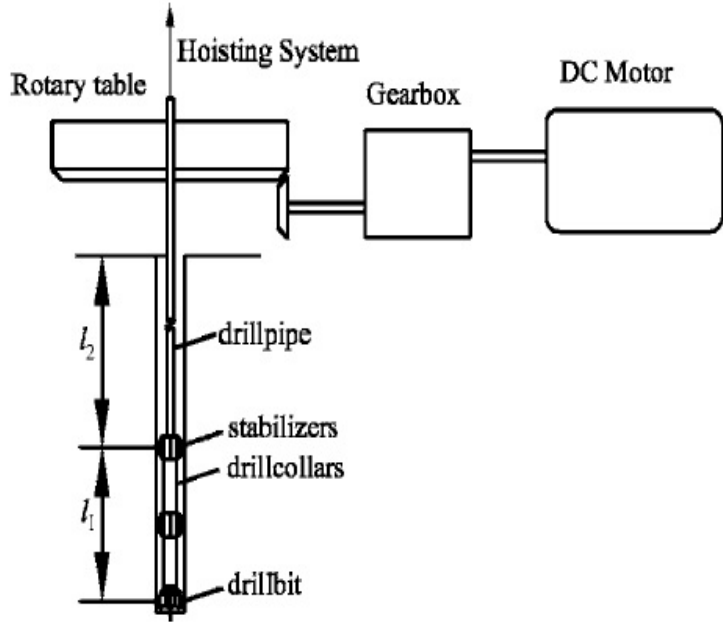 Hoisting System
Rotary table
Gearbox
DC Motor
l₂
drillpipe
stabilizers
drillcollars
l₁
drillbit